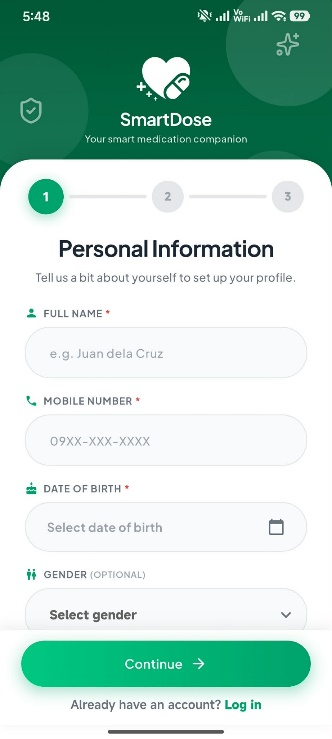 5:48
Vo
WiFi
99
SmartDose
Your smart medication companion
1
2
3
Personal Information
Tell us a bit about yourself to set up your profile.
FULL NAME *
e.g. Juan dela Cruz
MOBILE NUMBER *
09XX-XXX-XXXX
DATE OF BIRTH *
Select date of birth
GENDER (OPTIONAL)
Select gender
Continue →
Already have an account? Log in